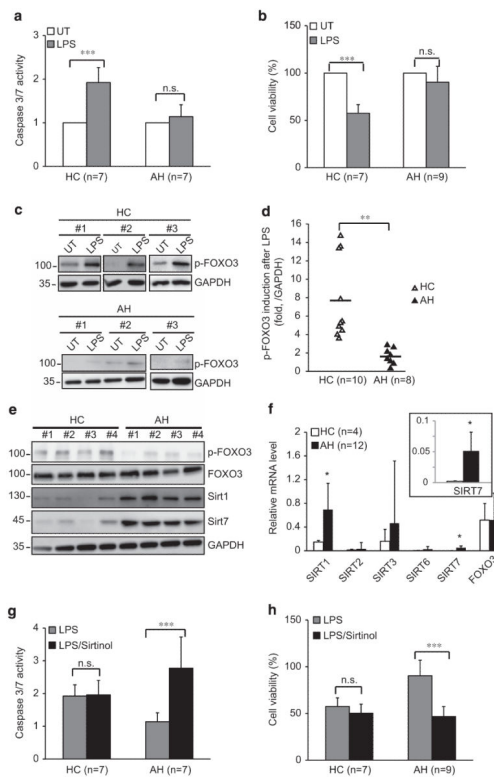 a
UT
LPS
Caspase 3/7 activity
3
2
1
0
***
n.s.
HC (n=7)
AH (n=7)
b
UT
LPS
Cell viability (%)
150
100
50
0
***
n.s.
HC (n=7)
AH (n=9)
c
HC
#1 #2 #3
UT LPS UT LPS UT LPS
100 p-FOXO3
35 GAPDH
AH
#1 #2 #3
UT LPS UT LPS UT LPS
100 p-FOXO3
35 GAPDH
d
p-FOXO3 induction after LPS
(fold, /GAPDH)
16
14
12
10
8
6
4
2
0
**
HC
AH
HC (n=10) AH (n=8)
e
HC AH
#1 #2 #3 #4 #1 #2 #3 #4
100 p-FOXO3
100 FOXO3
130 Sirt1
45 Sirt7
35 GAPDH
f
HC (n=4)
AH (n=12)
Relative mRNA level
2
1.6
1.2
0.8
0.4
0
*
*
SIRT1 SIRT2 SIRT3 SIRT6 SIRT7 FOXO3
0.1
0.05
0
*
SIRT7
g
LPS
LPS/Sirtinol
Caspase 3/7 activity
4
3
2
1
0
n.s.
***
HC (n=7)
AH (n=7)
h
LPS
LPS/Sirtinol
Cell viability (%)
150
100
50
0
n.s.
***
HC (n=7)
AH (n=9)